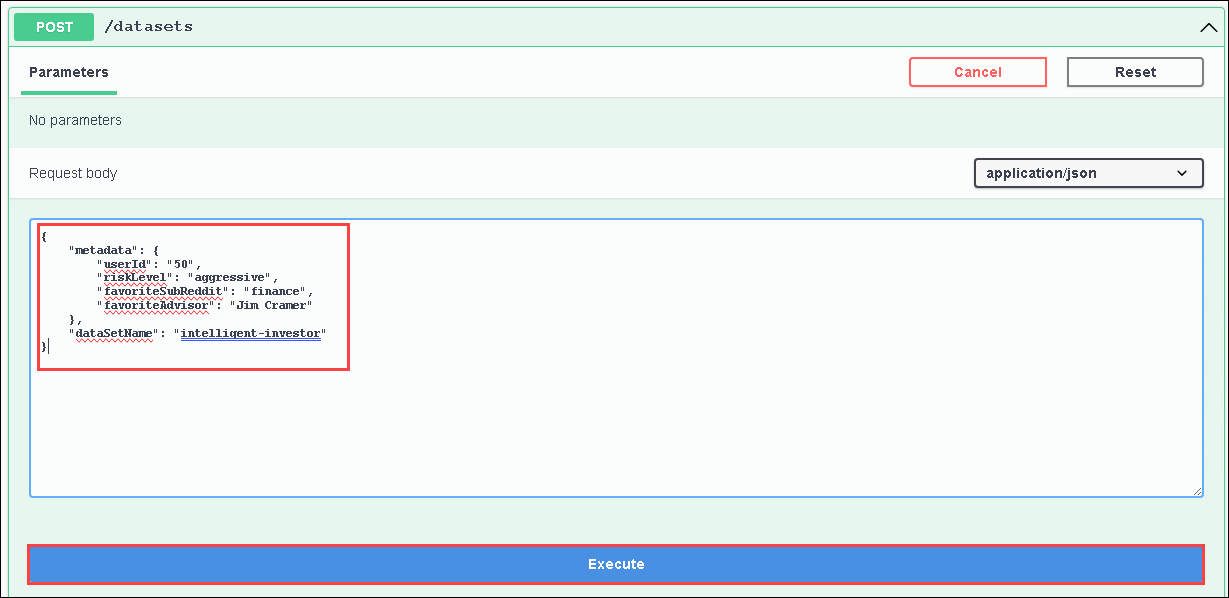 POST /datasets
Parameters Cancel Reset
No parameters
Request body application/json
{
    "metadata": {
        "userId": "50",
        "riskLevel": "aggressive",
        "favoriteSubReddit": "finance",
        "favoriteAdvisor": "Jim Cramer"
    },
    "dataSetName": "intelligent-investor"
}
Execute